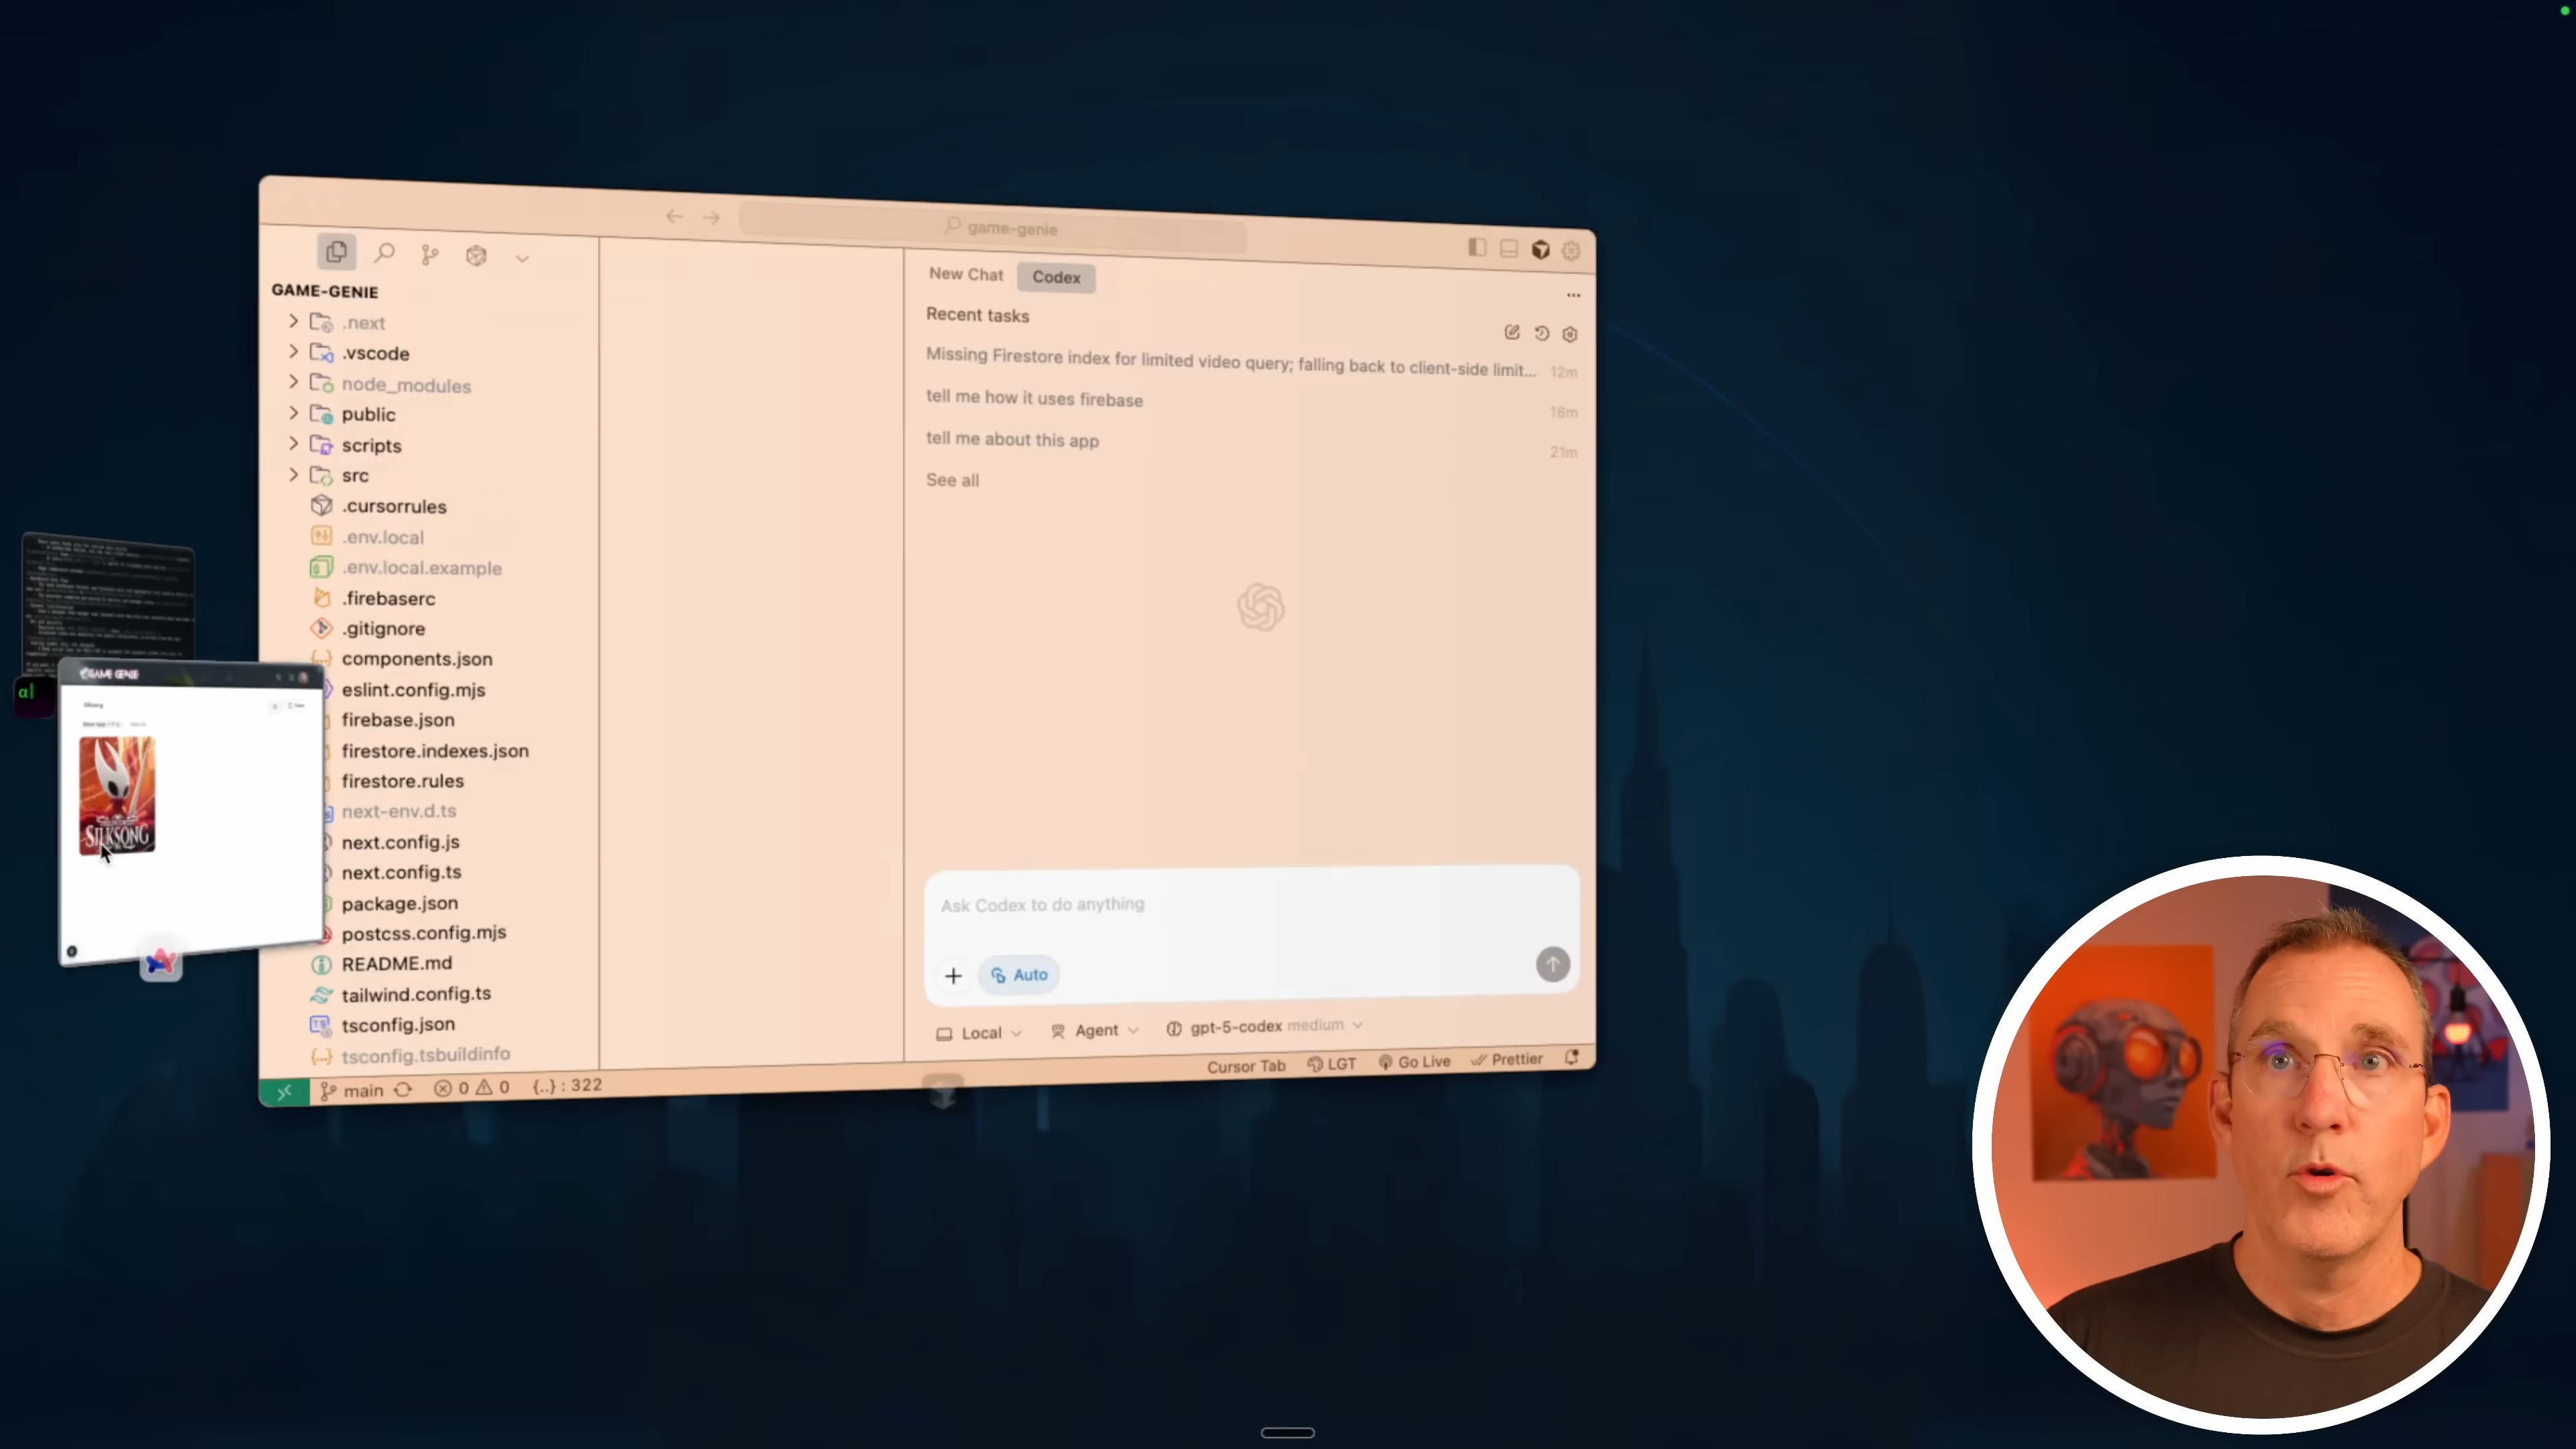 game-genie
GAME-GENIE
.next
.vscode
node_modules
public
scripts
src
.cursorrules
.env.local
.env.local.example
.firebaserc
.gitignore
components.json
eslint.config.mjs
firebase.json
firestore.indexes.json
firestore.rules
next-env.d.ts
next.config.js
next.config.ts
package.json
postcss.config.mjs
README.md
tailwind.config.ts
tsconfig.json
tsconfig.tsbuildinfo
New Chat Codex
Recent tasks
Missing Firestore index for limited video query; falling back to client-side limit... 12m
tell me how it uses firebase 18m
tell me about this app 21m
See all
Ask Codex to do anything
Auto
Local Agent gpt-5-codex medium
main 0 0 {..} : 322
Cursor Tab LGT Go Live Prettier
GAME GENIE
SILKSONG
a|